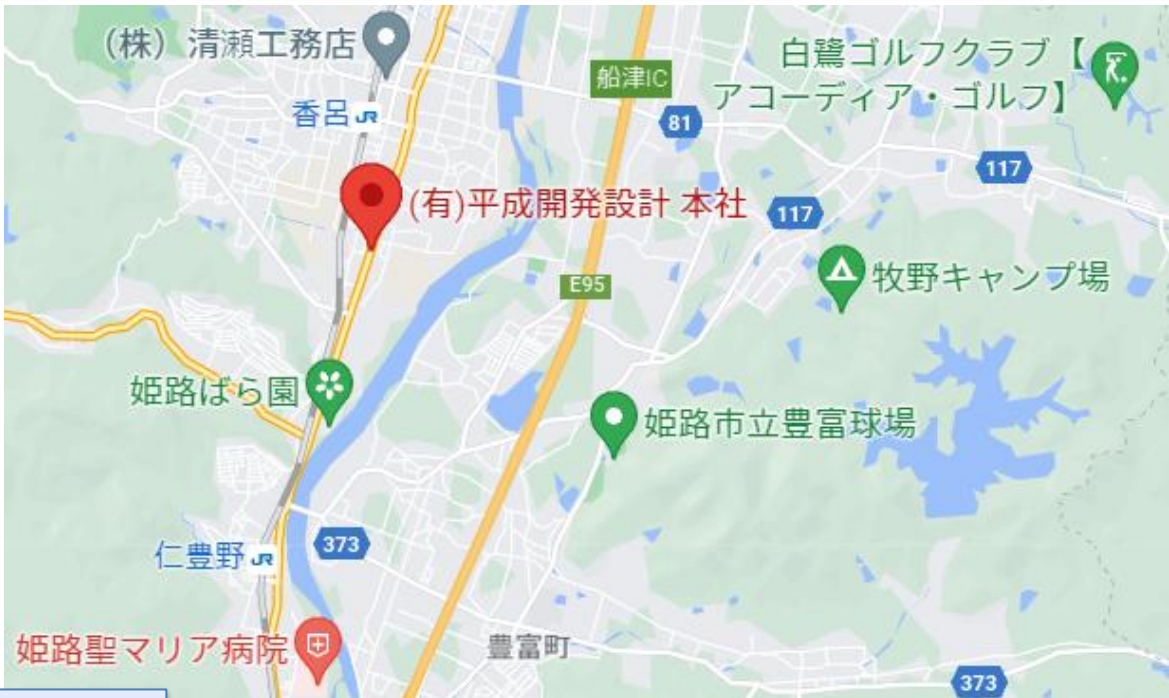 (株) 清瀬工務店
船津IC
白鷺ゴルフクラブ【
アコーディア・ゴルフ】
香呂 JR
81
117
(有)平成開発設計 本社
117
E95
牧野キャンプ場
姫路ばら園
姫路市立豊富球場
仁豊野 JR
373
姫路聖マリア病院
豊富町
373